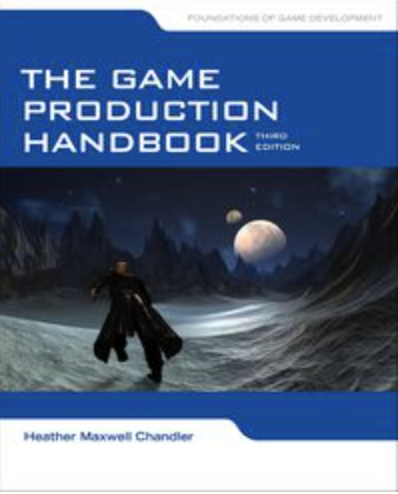 FOUNDATIONS OF GAME DEVELOPMENT
THE GAME
PRODUCTION
HANDBOOK THIRD
EDITION
Heather Maxwell Chandler